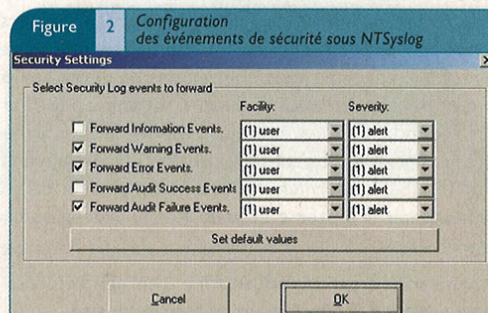 Figure 2 Configuration
des événements de sécurité sous NTSyslog
Security Settings
Select Security Log events to forward
Facility: Severity:
Forward Information Events. (1) user (1) alert
Forward Warning Events. (1) user (1) alert
Forward Error Events. (1) user (1) alert
Forward Audit Success Events (1) user (1) alert
Forward Audit Failure Events. (1) user (1) alert
Set default values
Cancel OK